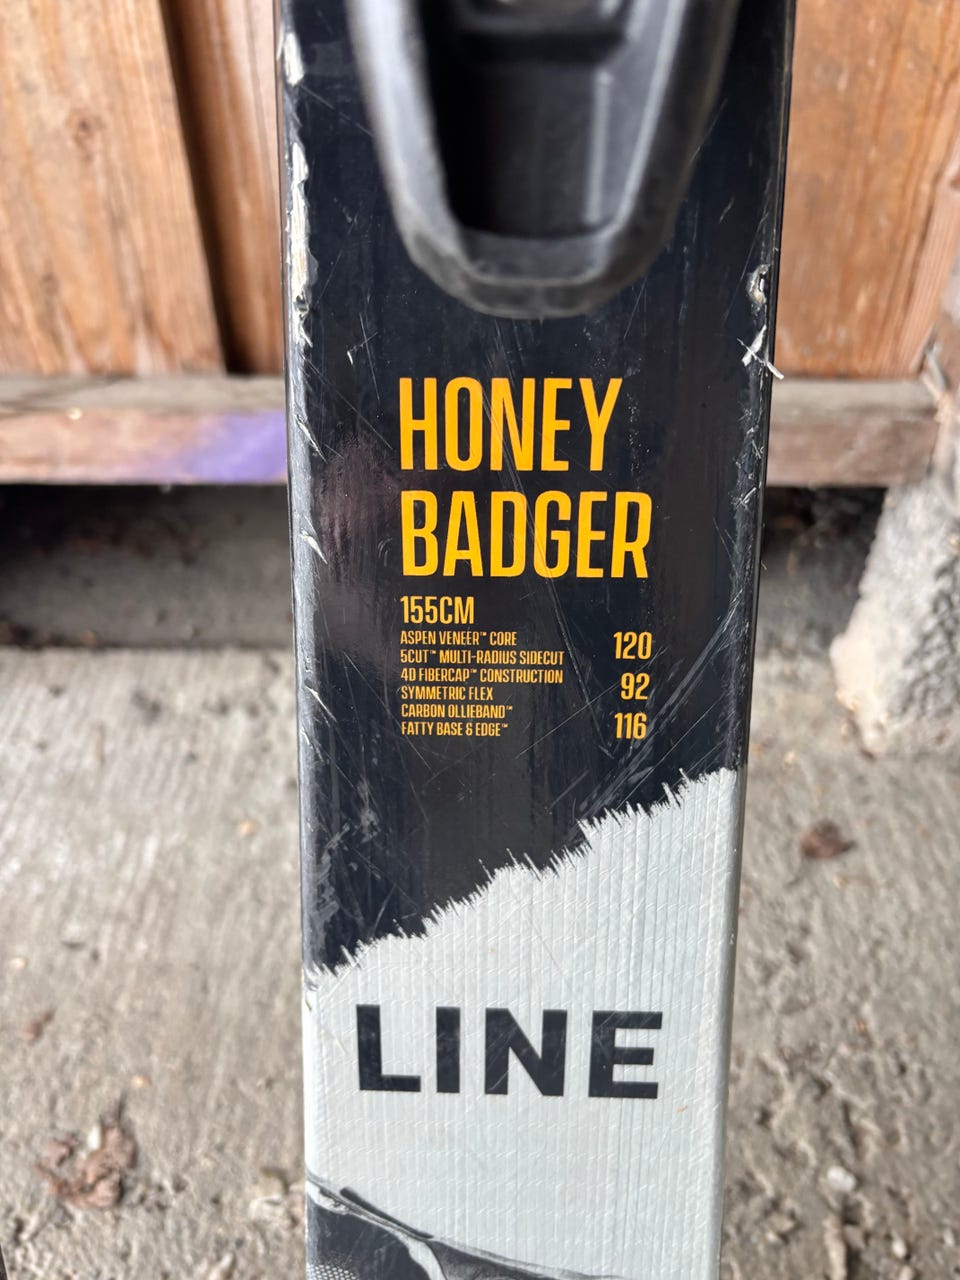 HONEY
BADGER
155CM
ASPEN VENEER™ CORE
5CUT™ MULTI-RADIUS SIDECUT
4D FIBERCAP™ CONSTRUCTION
SYMMETRIC FLEX
CARBON OLLIEBAND™
FATTY BASE & EDGE™
120
92
116
LINE